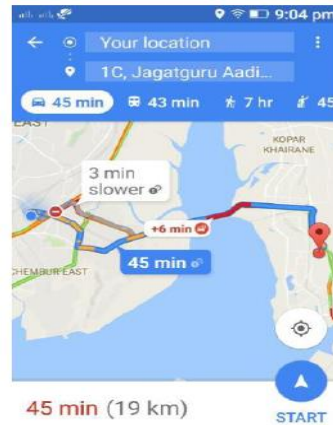 9:04 pm
Your location
1C, Jagatguru Aadi...
45 min
43 min
7 hr
45
EAST
KOPAR
KHAIRANE
3 min
slower
+6 min
45 min
CHEMBUR EAST
45 min (19 km)
START